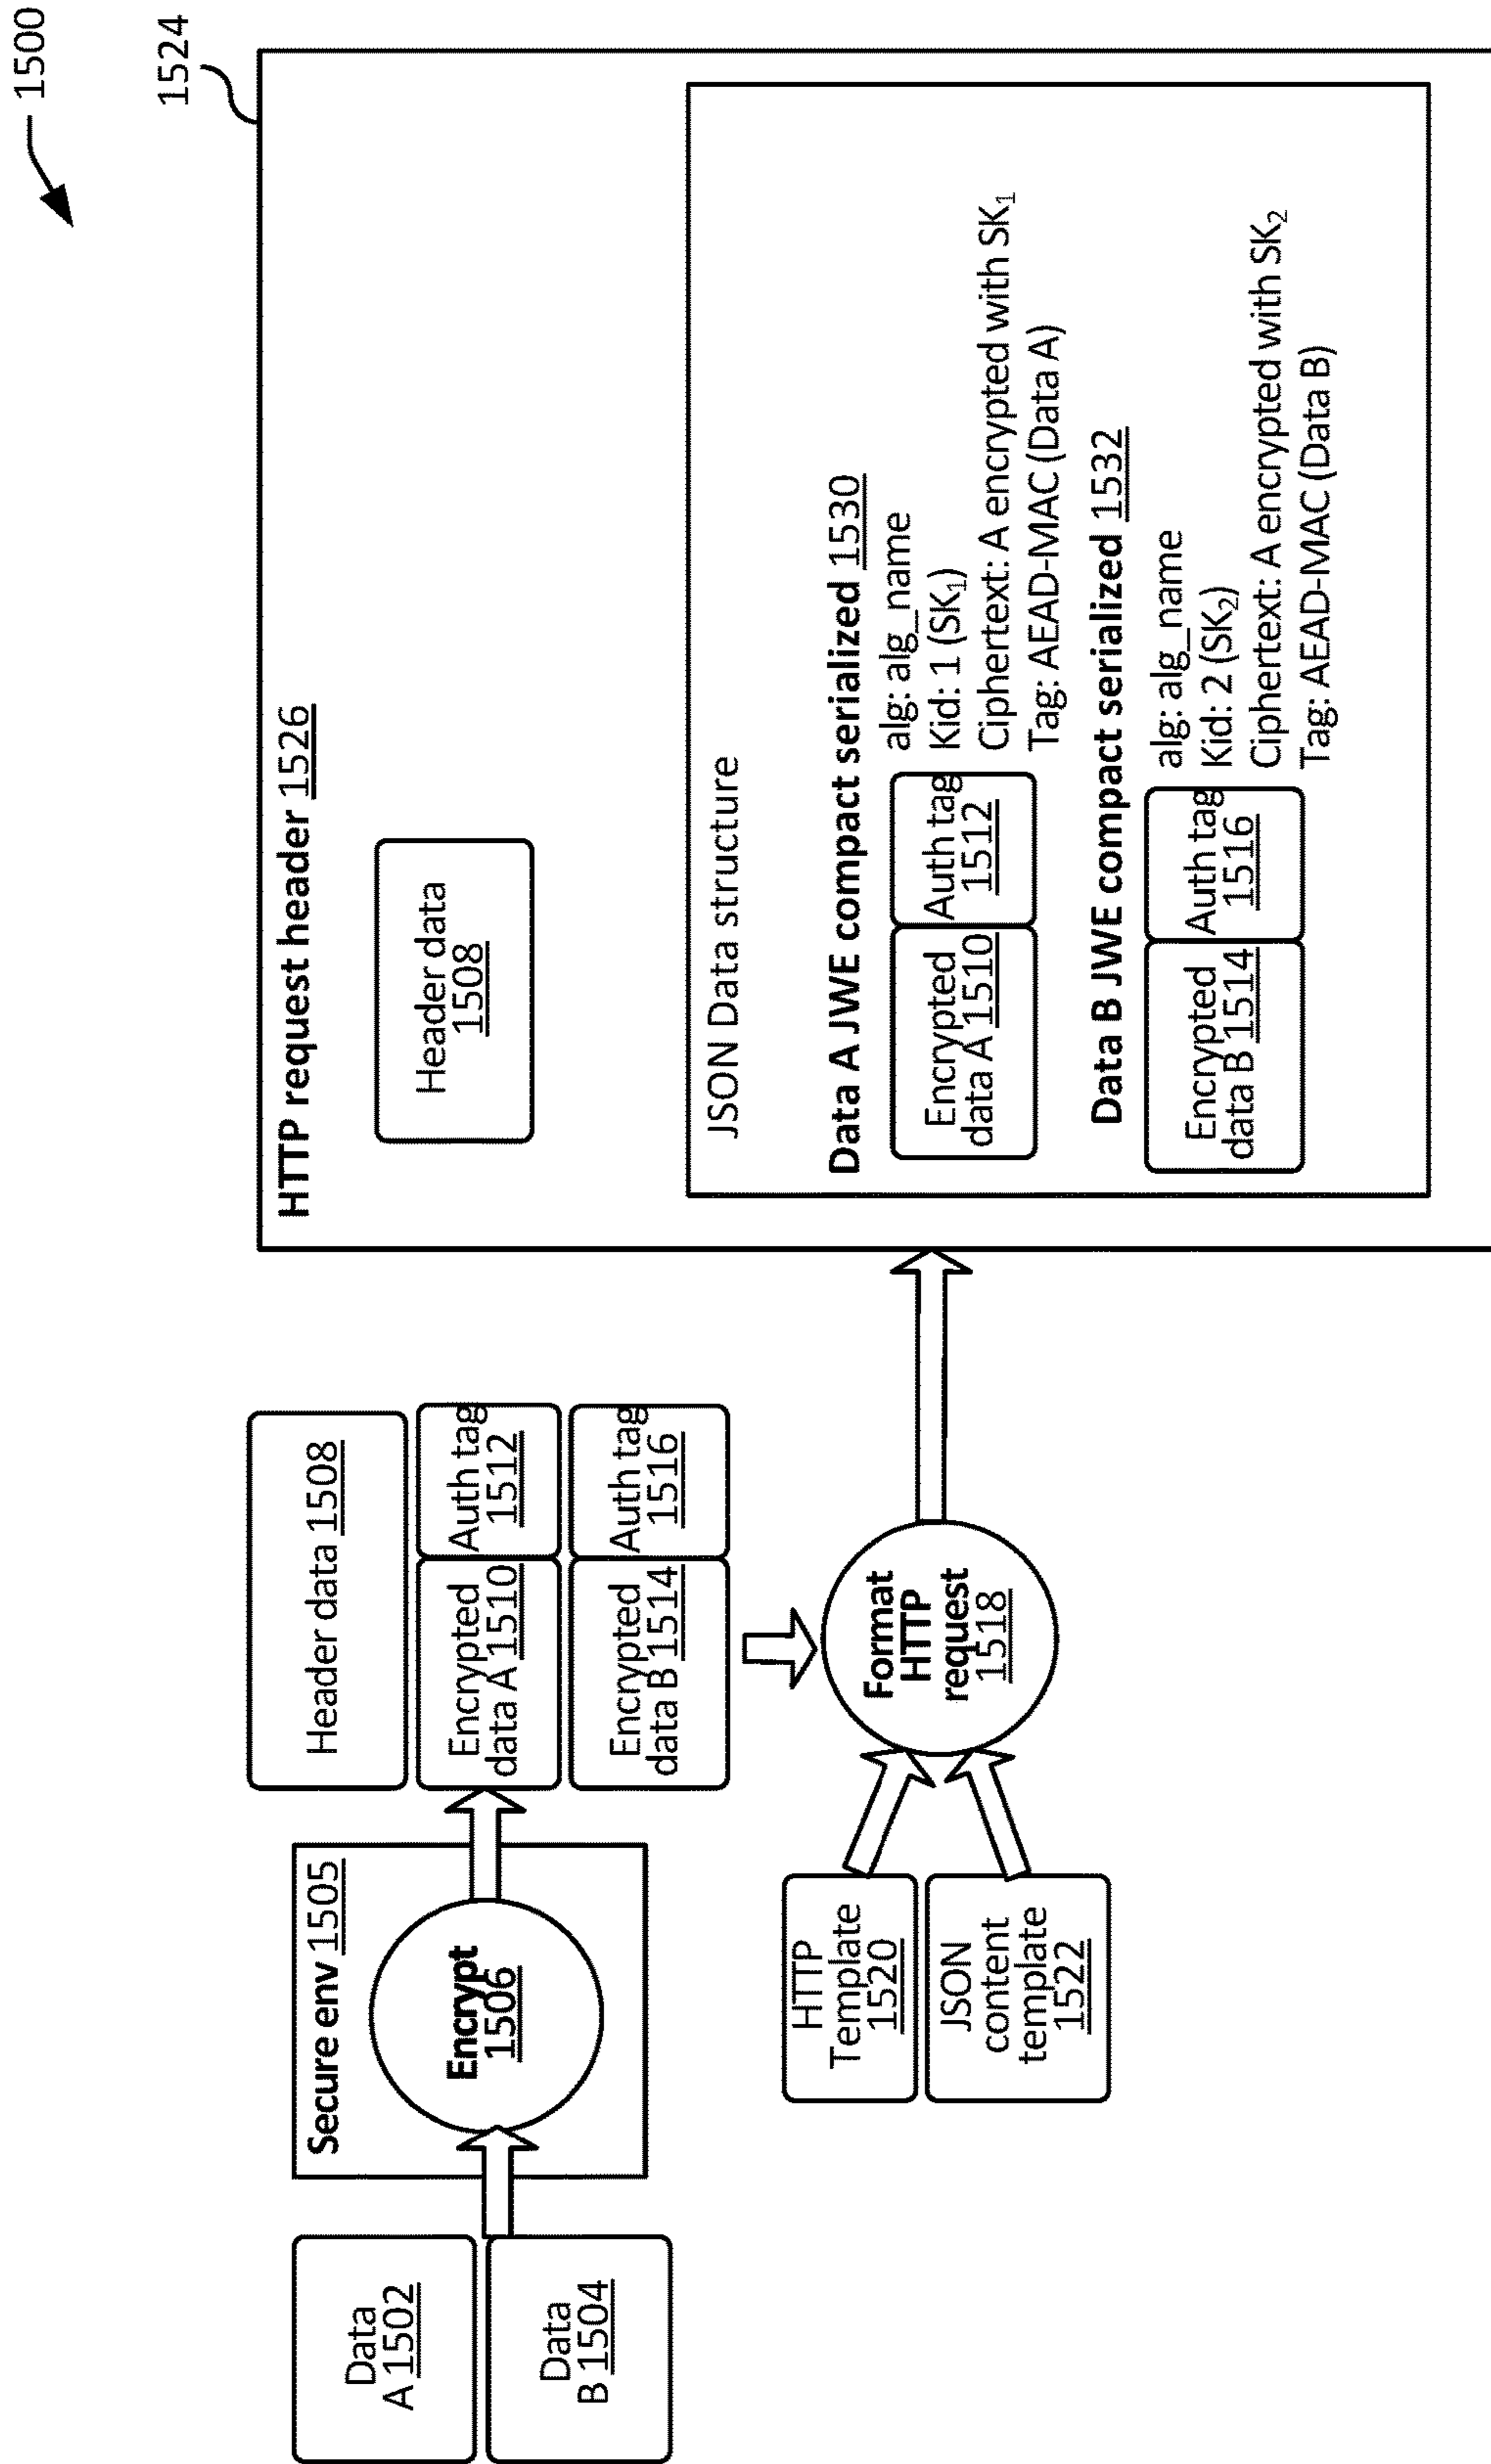 1500
1524
Data
A 1502
Data
B 1504
Secure env 1505
Encrypt
1506
Header data 1508
Encrypted
data A 1510
Auth tag
1512
Encrypted
data B 1514
Auth tag
1516
HTTP
Template
1520
JSON
content
template
1522
Format
HTTP
request
1518
HTTP request header 1526
Header data
1508
JSON Data structure
Data A JWE compact serialized 1530
Encrypted
data A 1510
Auth tag
1512
alg: alg_name
Kid: 1 (SK₁)
Ciphertext: A encrypted with SK₁
Tag: AEAD-MAC (Data A)
Data B JWE compact serialized 1532
Encrypted
data B 1514
Auth tag
1516
alg: alg_name
Kid: 2 (SK₂)
Ciphertext: A encrypted with SK₂
Tag: AEAD-MAC (Data B)